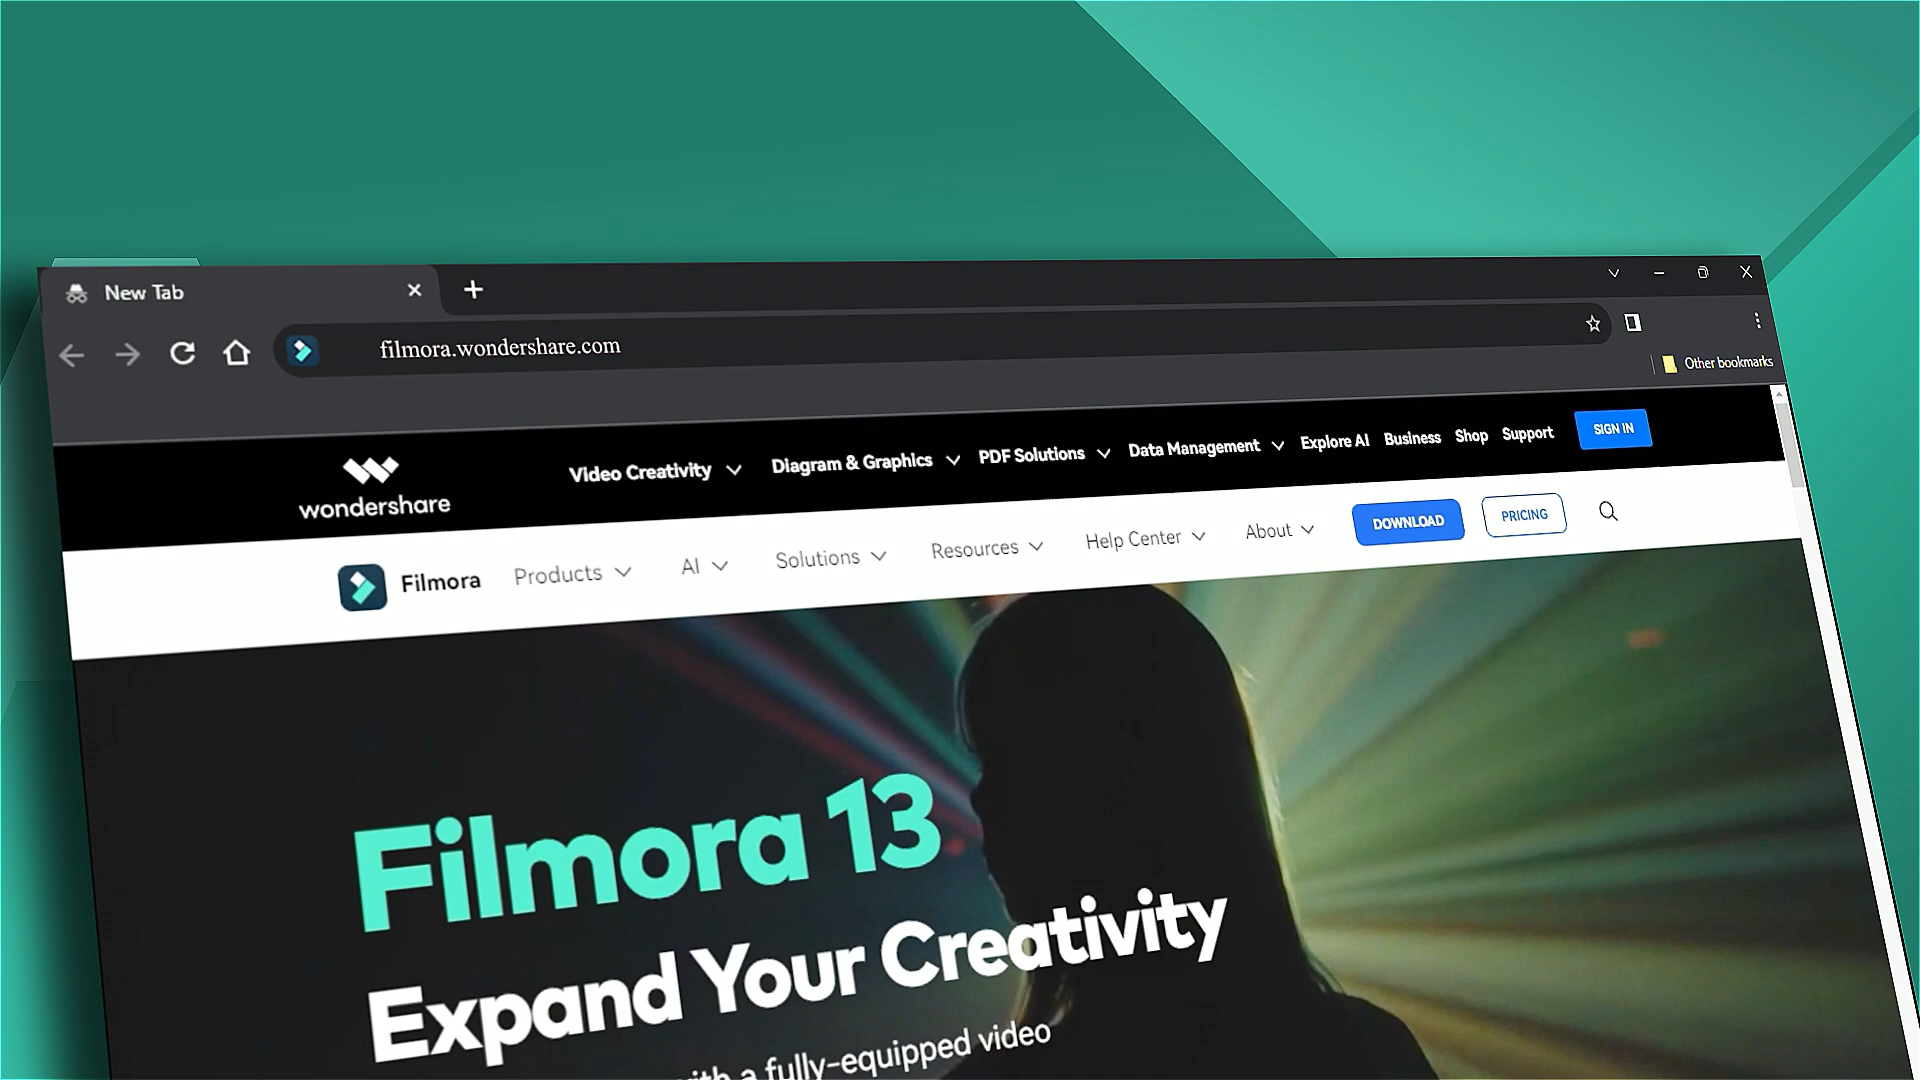 New Tab
filmora.wondershare.com
Other bookmarks
wondershare
Video Creativity
Diagram & Graphics
PDF Solutions
Data Management
Explore AI
Business
Shop
Support
SIGN IN
Filmora
Products
AI
Solutions
Resources
Help Center
About
DOWNLOAD
PRICING
Filmora 13
Expand Your Creativity
with a fully-equipped video